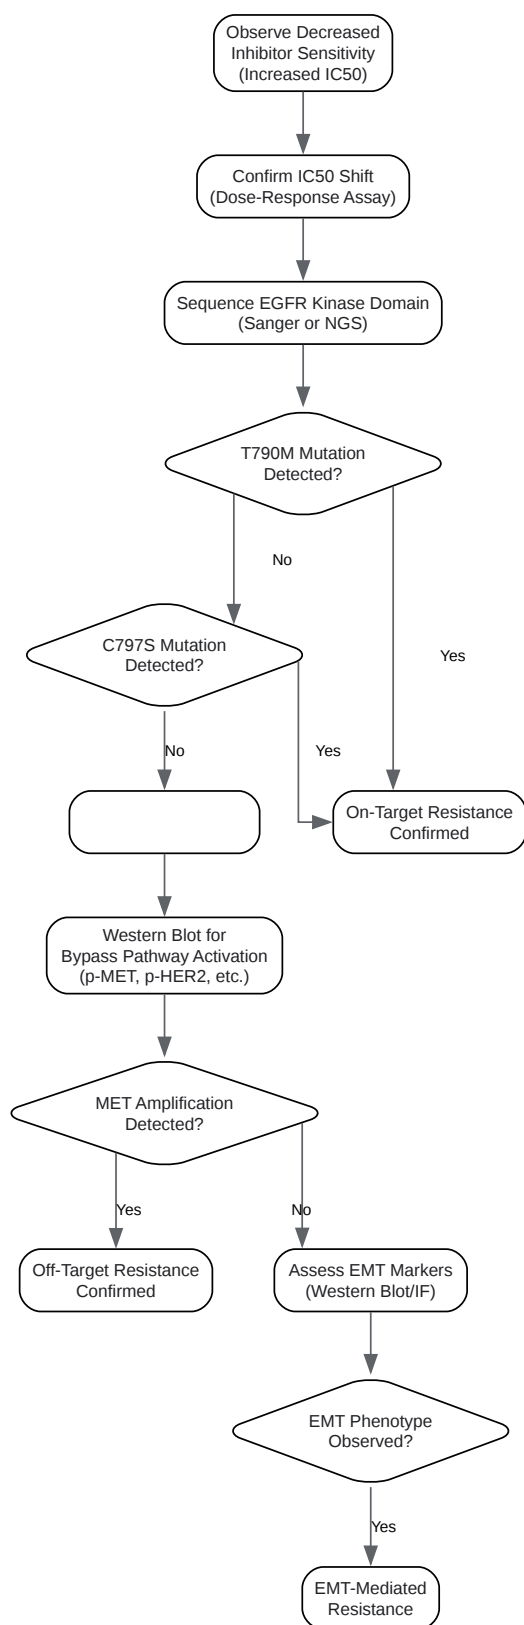 Observe Decreased
Inhibitor Sensitivity
(Increased IC50)
Confirm IC50 Shift
(Dose-Response Assay)
Sequence EGFR Kinase Domain
(Sanger or NGS)
T790M Mutation
Detected?
No
C797S Mutation
Detected?
Yes
No
Yes
On-Target Resistance
Confirmed
Western Blot for
Bypass Pathway Activation
(p-MET, p-HER2, etc.)
MET Amplification
Detected?
Yes
No
Off-Target Resistance
Confirmed
Assess EMT Markers
(Western Blot/IF)
EMT Phenotype
Observed?
Yes
EMT-Mediated
Resistance